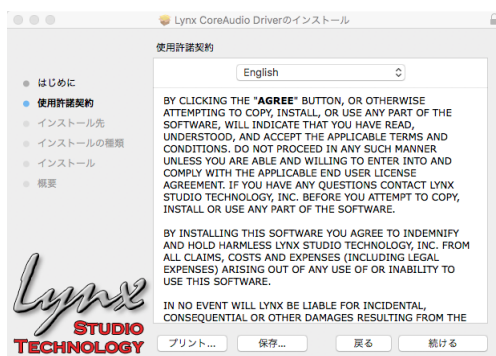 Lynx CoreAudio Driverのインストール
使用許諾契約
English
はじめに
使用許諾契約
インストール先
インストールの種類
インストール
概要
BY CLICKING THE "AGREE" BUTTON, OR OTHERWISE
ATTEMPTING TO COPY, INSTALL, OR USE ANY PART OF THE
SOFTWARE, WILL INDICATE THAT YOU HAVE READ,
UNDERSTOOD, AND ACCEPT THE APPLICABLE TERMS AND
CONDITIONS. DO NOT PROCEED IN ANY SUCH MANNER
UNLESS YOU ARE ABLE AND WILLING TO ENTER INTO AND
COMPLY WITH THE APPLICABLE END USER LICENSE
AGREEMENT. IF YOU HAVE ANY QUESTIONS CONTACT LYNX
STUDIO TECHNOLOGY, INC. BEFORE YOU ATTEMPT TO COPY,
INSTALL OR USE ANY PART OF THE SOFTWARE.
BY INSTALLING THIS SOFTWARE YOU AGREE TO INDEMNIFY
AND HOLD HARMLESS LYNX STUDIO TECHNOLOGY, INC. FROM
ALL CLAIMS, COSTS AND EXPENSES (INCLUDING LEGAL
EXPENSES) ARISING OUT OF ANY USE OF OR INABILITY TO
USE THIS SOFTWARE.
IN NO EVENT WILL LYNX BE LIABLE FOR INCIDENTAL,
CONSEQUENTIAL OR OTHER DAMAGES RESULTING FROM THE
Lynx
STUDIO
TECHNOLOGY
プリント...
保存...
戻る
続ける